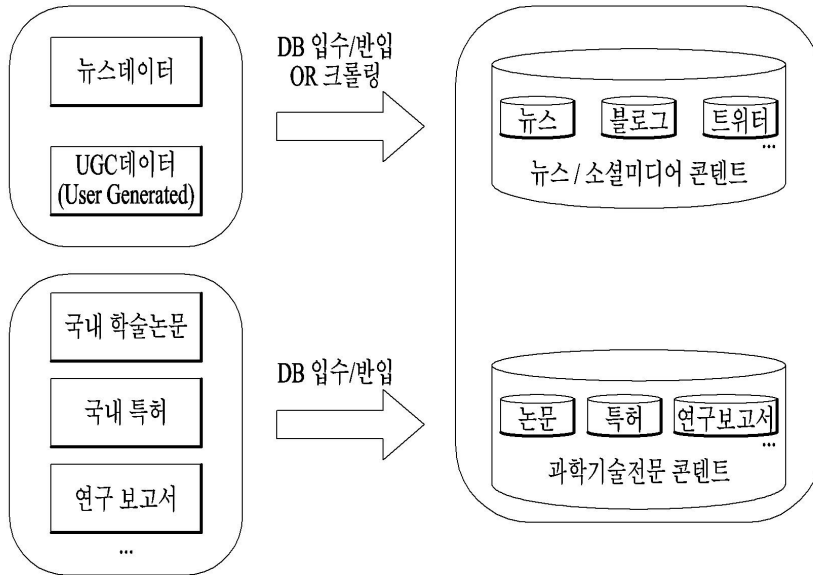 뉴스데이터
UGC데이터
(User Generated)
DB 입수/반입
OR 크롤링
뉴스
블로그
트위터
...
뉴스 / 소셜미디어 콘텐트
국내 학술논문
국내 특허
연구 보고서
...
DB 입수/반입
논문
특허
연구보고서
...
과학기술전문 콘텐트